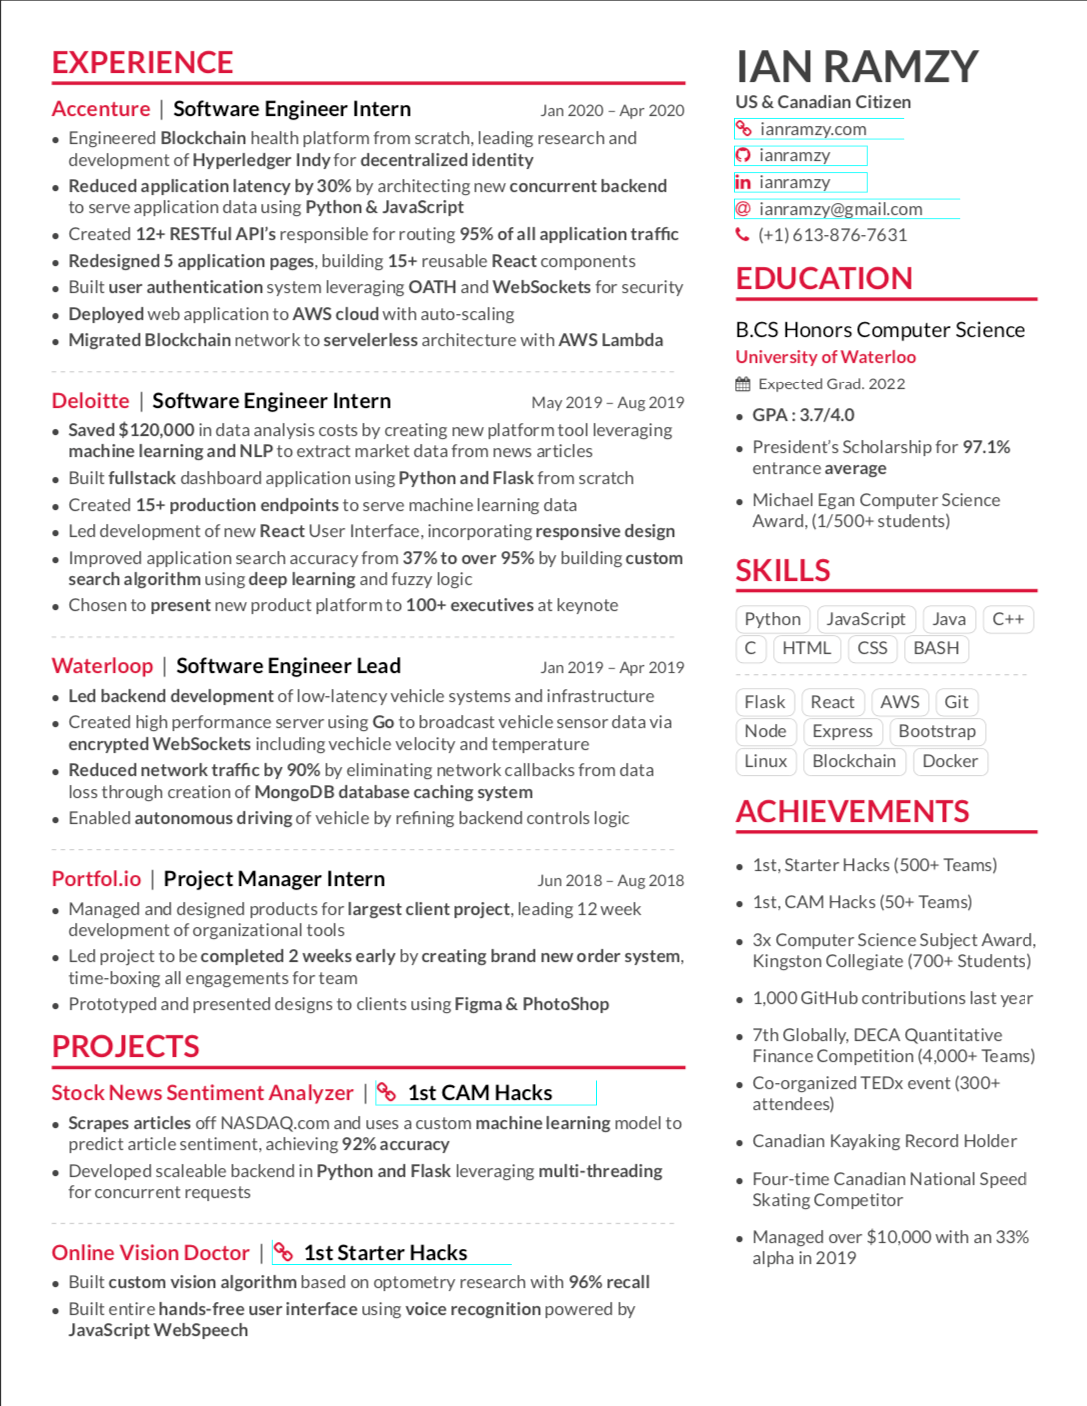 EXPERIENCE
Accenture | Software Engineer Intern Jan 2020 – Apr 2020
• Engineered Blockchain health platform from scratch, leading research and
development of Hyperledger Indy for decentralized identity
• Reduced application latency by 30% by architecting new concurrent backend
to serve application data using Python & JavaScript
• Created 12+ RESTful API's responsible for routing 95% of all application traffic
• Redesigned 5 application pages, building 15+ reusable React components
• Built user authentication system leveraging OATH and WebSockets for security
• Deployed web application to AWS cloud with auto-scaling
• Migrated Blockchain network to servelerless architecture with AWS Lambda
Deloitte | Software Engineer Intern May 2019 – Aug 2019
• Saved $120,000 in data analysis costs by creating new platform tool leveraging
machine learning and NLP to extract market data from news articles
• Built fullstack dashboard application using Python and Flask from scratch
• Created 15+ production endpoints to serve machine learning data
• Led development of new React User Interface, incorporating responsive design
• Improved application search accuracy from 37% to over 95% by building custom
search algorithm using deep learning and fuzzy logic
• Chosen to present new product platform to 100+ executives at keynote
Waterloop | Software Engineer Lead Jan 2019 – Apr 2019
• Led backend development of low-latency vehicle systems and infrastructure
• Created high performance server using Go to broadcast vehicle sensor data via
encrypted WebSockets including vechicle velocity and temperature
• Reduced network traffic by 90% by eliminating network callbacks from data
loss through creation of MongoDB database caching system
• Enabled autonomous driving of vehicle by refining backend controls logic
Portfol.io | Project Manager Intern Jun 2018 – Aug 2018
• Managed and designed products for largest client project, leading 12 week
development of organizational tools
• Led project to be completed 2 weeks early by creating brand new order system,
time-boxing all engagements for team
• Prototyped and presented designs to clients using Figma & PhotoShop
PROJECTS
Stock News Sentiment Analyzer | 1st CAM Hacks
• Scrapes articles off NASDAQ.com and uses a custom machine learning model to
predict article sentiment, achieving 92% accuracy
• Developed scaleable backend in Python and Flask leveraging multi-threading
for concurrent requests
Online Vision Doctor | 1st Starter Hacks
• Built custom vision algorithm based on optometry research with 96% recall
• Built entire hands-free user interface using voice recognition powered by
JavaScript WebSpeech
IAN RAMZY
US & Canadian Citizen
ianramzy.com
ianramzy
in ianramzy
@ ianramzy@gmail.com
(+1) 613-876-7631
EDUCATION
B.CS Honors Computer Science
University of Waterloo
Expected Grad. 2022
• GPA : 3.7/4.0
• President's Scholarship for 97.1%
entrance average
• Michael Egan Computer Science
Award, (1/500+ students)
SKILLS
Python JavaScript Java C++
C HTML CSS BASH
Flask React AWS Git
Node Express Bootstrap
Linux Blockchain Docker
ACHIEVEMENTS
• 1st, Starter Hacks (500+ Teams)
• 1st, CAM Hacks (50+ Teams)
• 3x Computer Science Subject Award,
Kingston Collegiate (700+ Students)
• 1,000 GitHub contributions last year
• 7th Globally, DECA Quantitative
Finance Competition (4,000+ Teams)
• Co-organized TEDx event (300+
attendees)
• Canadian Kayaking Record Holder
• Four-time Canadian National Speed
Skating Competitor
• Managed over $10,000 with an 33%
alpha in 2019